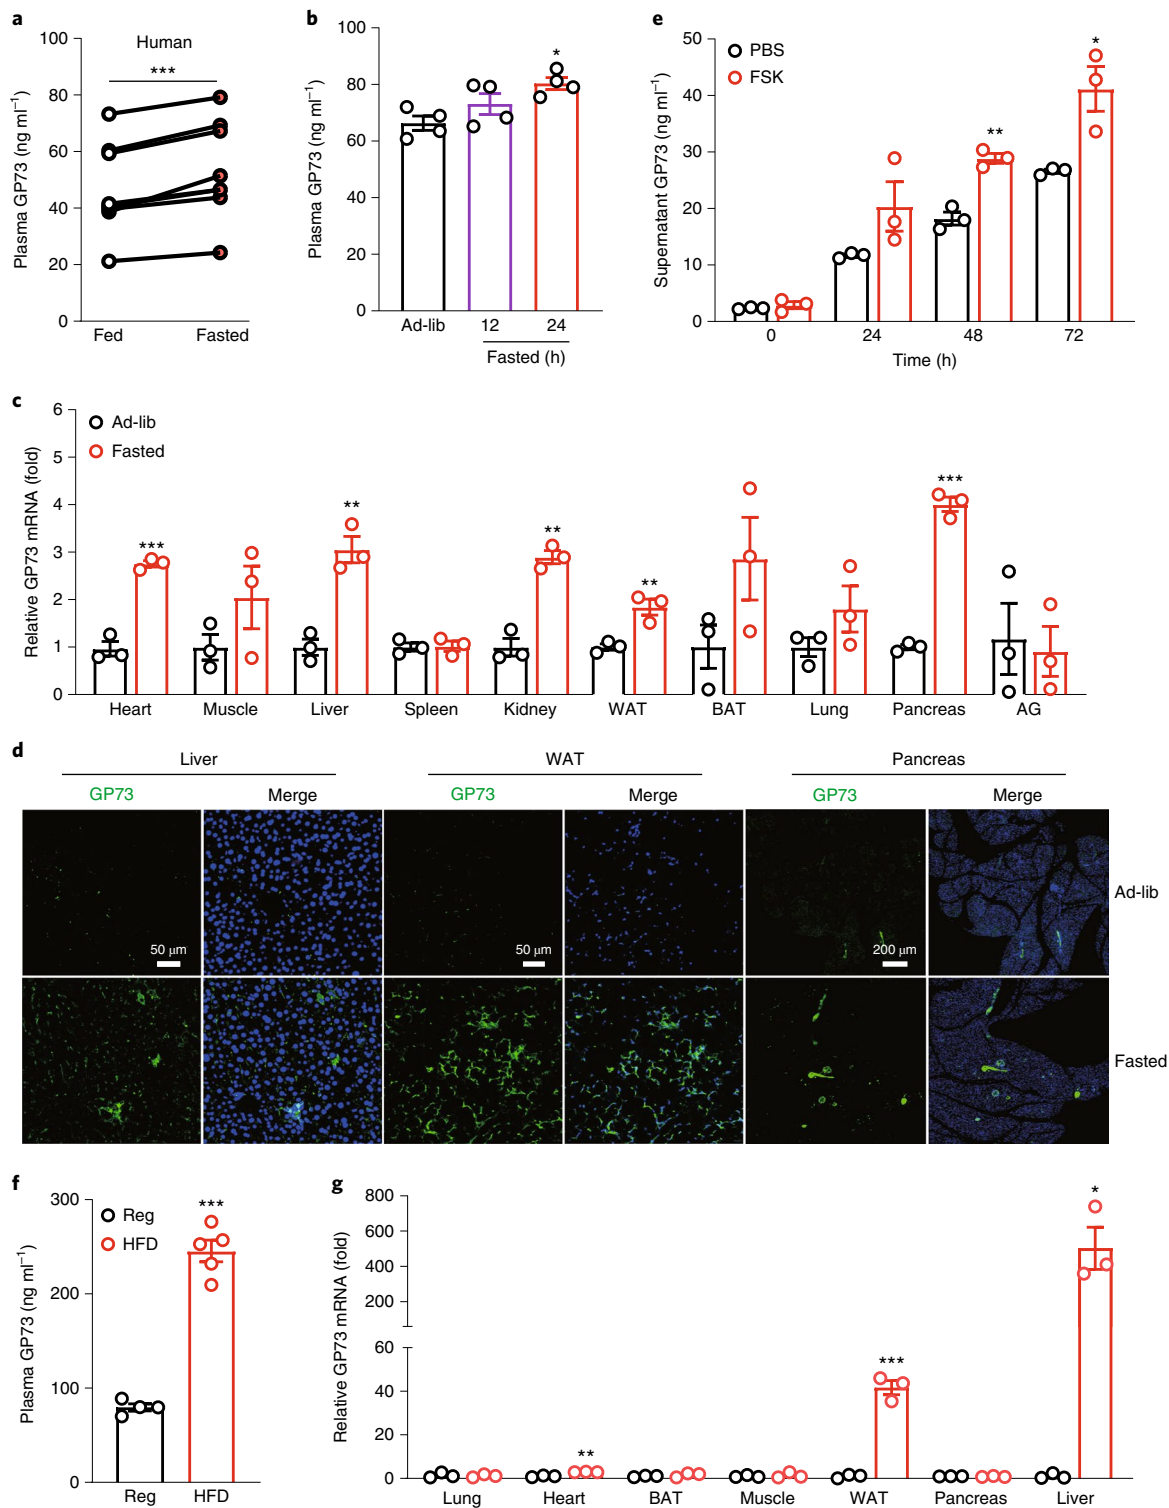 a
Human
***
Plasma GP73 (ng ml⁻¹)
100
80
60
40
20
0
Fed
Fasted
b
*
Plasma GP73 (ng ml⁻¹)
100
80
60
40
20
0
Ad-lib
12
24
Fasted (h)
e
PBS
FSK
**
*
Supernatant GP73 (ng ml⁻¹)
50
40
30
20
10
0
0
24
48
72
Time (h)
c
Ad-lib
Fasted
Relative GP73 mRNA (fold)
6
5
4
3
2
1
0
***
**
**
**
***
Heart
Muscle
Liver
Spleen
Kidney
WAT
BAT
Lung
Pancreas
AG
d
Liver
WAT
Pancreas
GP73
Merge
GP73
Merge
GP73
Merge
50 μm
50 μm
200 μm
Ad-lib
Fasted
f
Reg
HFD
***
Plasma GP73 (ng ml⁻¹)
300
200
100
0
Reg
HFD
g
Relative GP73 mRNA (fold)
800
600
400
200
60
40
20
0
**
***
*
Lung
Heart
BAT
Muscle
WAT
Pancreas
Liver